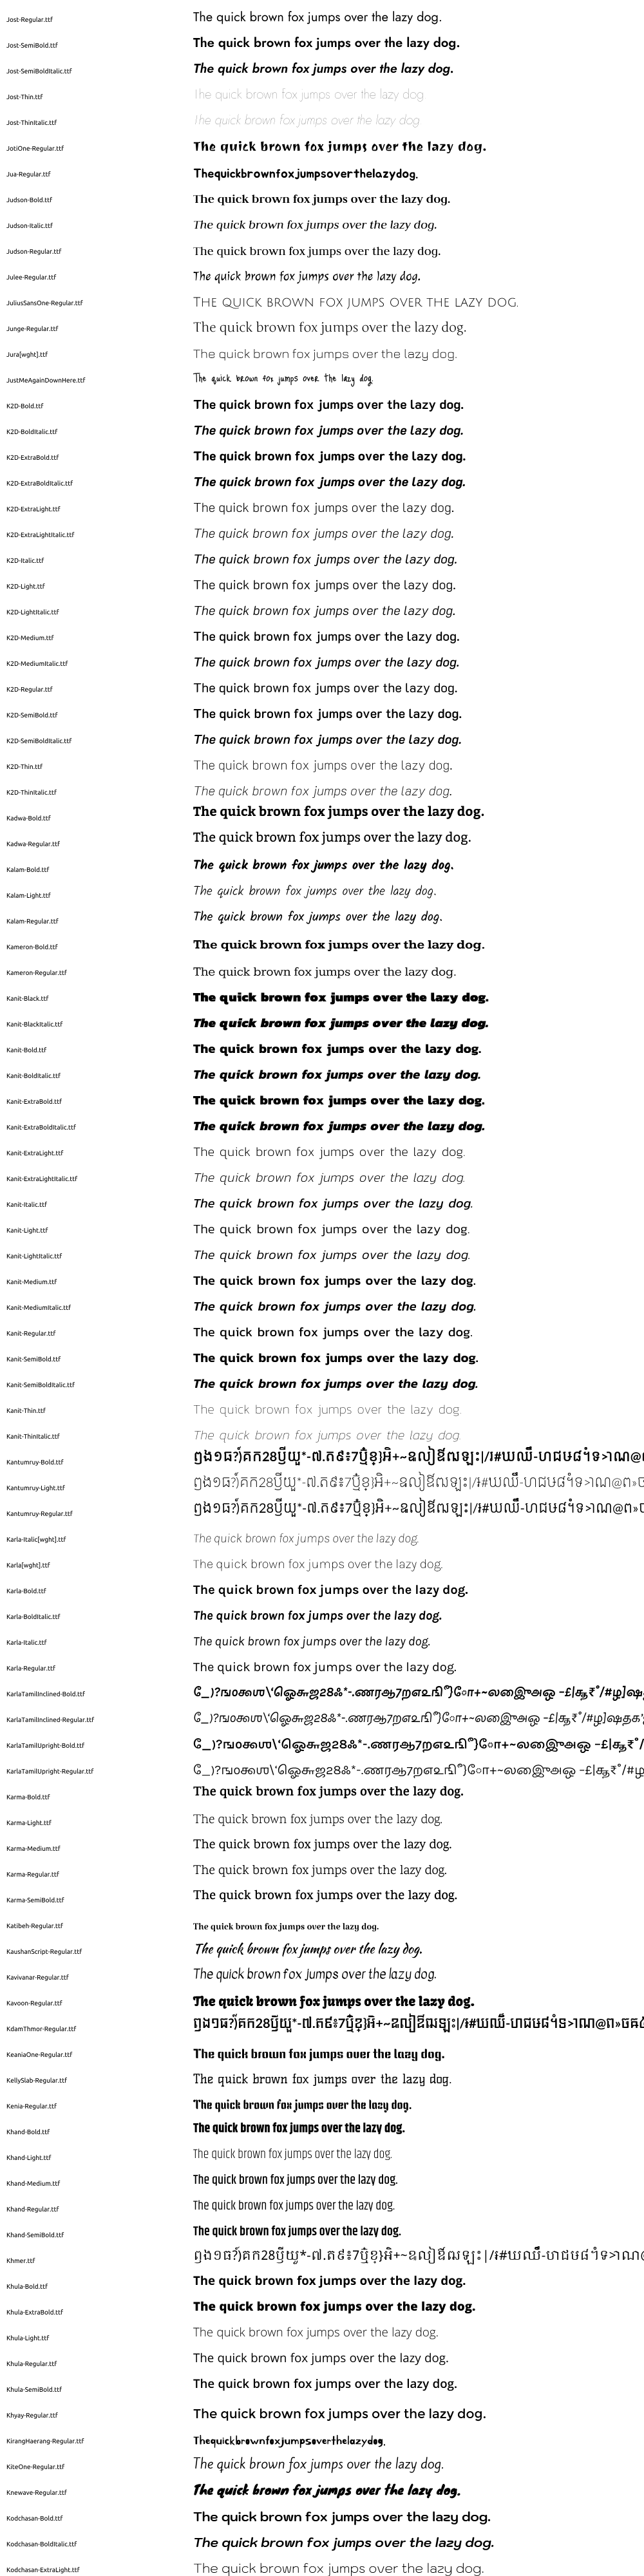 Jost-Regular.ttf The quick brown fox jumps over the lazy dog.
Jost-SemiBold.ttf The quick brown fox jumps over the lazy dog.
Jost-SemiBoldItalic.ttf The quick brown fox jumps over the lazy dog.
Jost-Thin.ttf The quick brown fox jumps over the lazy dog.
Jost-ThinItalic.ttf The quick brown fox jumps over the lazy dog.
JotiOne-Regular.ttf The quick brown fox jumps over the lazy dog.
Jua-Regular.ttf Thequickbrownfoxjumpsoverthelazydog.
Judson-Bold.ttf The quick brown fox jumps over the lazy dog.
Judson-Italic.ttf The quick brown fox jumps over the lazy dog.
Judson-Regular.ttf The quick brown fox jumps over the lazy dog.
Julee-Regular.ttf The quick brown fox jumps over the lazy dog.
JuliusSansOne-Regular.ttf THE QUICK BROWN FOX JUMPS OVER THE LAZY DOG.
Junge-Regular.ttf The quick brown fox jumps over the lazy dog.
Jura[wght].ttf The quick brown fox jumps over the lazy dog.
JustMeAgainDownHere.ttf The quick brown fox jumps over the lazy dog.
K2D-Bold.ttf The quick brown fox jumps over the lazy dog.
K2D-BoldItalic.ttf The quick brown fox jumps over the lazy dog.
K2D-ExtraBold.ttf The quick brown fox jumps over the lazy dog.
K2D-ExtraBoldItalic.ttf The quick brown fox jumps over the lazy dog.
K2D-ExtraLight.ttf The quick brown fox jumps over the lazy dog.
K2D-ExtraLightItalic.ttf The quick brown fox jumps over the lazy dog.
K2D-Italic.ttf The quick brown fox jumps over the lazy dog.
K2D-Light.ttf The quick brown fox jumps over the lazy dog.
K2D-LightItalic.ttf The quick brown fox jumps over the lazy dog.
K2D-Medium.ttf The quick brown fox jumps over the lazy dog.
K2D-MediumItalic.ttf The quick brown fox jumps over the lazy dog.
K2D-Regular.ttf The quick brown fox jumps over the lazy dog.
K2D-SemiBold.ttf The quick brown fox jumps over the lazy dog.
K2D-SemiBoldItalic.ttf The quick brown fox jumps over the lazy dog.
K2D-Thin.ttf The quick brown fox jumps over the lazy dog.
K2D-ThinItalic.ttf The quick brown fox jumps over the lazy dog.
Kadwa-Bold.ttf The quick brown fox jumps over the lazy dog.
Kadwa-Regular.ttf The quick brown fox jumps over the lazy dog.
Kalam-Bold.ttf The quick brown fox jumps over the lazy dog.
Kalam-Light.ttf The quick brown fox jumps over the lazy dog.
Kalam-Regular.ttf The quick brown fox jumps over the lazy dog.
Kameron-Bold.ttf The quick brown fox jumps over the lazy dog.
Kameron-Regular.ttf The quick brown fox jumps over the lazy dog.
Kanit-Black.ttf The quick brown fox jumps over the lazy dog.
Kanit-BlackItalic.ttf The quick brown fox jumps over the lazy dog.
Kanit-Bold.ttf The quick brown fox jumps over the lazy dog.
Kanit-BoldItalic.ttf The quick brown fox jumps over the lazy dog.
Kanit-ExtraBold.ttf The quick brown fox jumps over the lazy dog.
Kanit-ExtraBoldItalic.ttf The quick brown fox jumps over the lazy dog.
Kanit-ExtraLight.ttf The quick brown fox jumps over the lazy dog.
Kanit-ExtraLightItalic.ttf The quick brown fox jumps over the lazy dog.
Kanit-Italic.ttf The quick brown fox jumps over the lazy dog.
Kanit-Light.ttf The quick brown fox jumps over the lazy dog.
Kanit-LightItalic.ttf The quick brown fox jumps over the lazy dog.
Kanit-Medium.ttf The quick brown fox jumps over the lazy dog.
Kanit-MediumItalic.ttf The quick brown fox jumps over the lazy dog.
Kanit-Regular.ttf The quick brown fox jumps over the lazy dog.
Kanit-SemiBold.ttf The quick brown fox jumps over the lazy dog.
Kanit-SemiBoldItalic.ttf The quick brown fox jumps over the lazy dog.
Kanit-Thin.ttf The quick brown fox jumps over the lazy dog.
Kanit-ThinItalic.ttf The quick brown fox jumps over the lazy dog.
Kantumruy-Bold.ttf
Kantumruy-Light.ttf
Kantumruy-Regular.ttf
Karla-Italic[wght].ttf The quick brown fox jumps over the lazy dog.
Karla[wght].ttf The quick brown fox jumps over the lazy dog.
Karla-Bold.ttf The quick brown fox jumps over the lazy dog.
Karla-BoldItalic.ttf The quick brown fox jumps over the lazy dog.
Karla-Italic.ttf The quick brown fox jumps over the lazy dog.
Karla-Regular.ttf The quick brown fox jumps over the lazy dog.
KarlaTamilInclined-Bold.ttf
KarlaTamilInclined-Regular.ttf
KarlaTamilUpright-Bold.ttf
KarlaTamilUpright-Regular.ttf
Karma-Bold.ttf The quick brown fox jumps over the lazy dog.
Karma-Light.ttf The quick brown fox jumps over the lazy dog.
Karma-Medium.ttf The quick brown fox jumps over the lazy dog.
Karma-Regular.ttf The quick brown fox jumps over the lazy dog.
Karma-SemiBold.ttf The quick brown fox jumps over the lazy dog.
Katibeh-Regular.ttf The quick brown fox jumps over the lazy dog.
KaushanScript-Regular.ttf The quick brown fox jumps over the lazy dog.
Kavivanar-Regular.ttf The quick brown fox jumps over the lazy dog.
Kavoon-Regular.ttf The quick brown fox jumps over the lazy dog.
KdamThmor-Regular.ttf
KeaniaOne-Regular.ttf The quick brown fox jumps over the lazy dog.
KellySlab-Regular.ttf The quick brown fox jumps over the lazy dog.
Kenia-Regular.ttf The quick brown fox jumps over the lazy dog.
Khand-Bold.ttf The quick brown fox jumps over the lazy dog.
Khand-Light.ttf The quick brown fox jumps over the lazy dog.
Khand-Medium.ttf The quick brown fox jumps over the lazy dog.
Khand-Regular.ttf The quick brown fox jumps over the lazy dog.
Khand-SemiBold.ttf The quick brown fox jumps over the lazy dog.
Khmer.ttf
Khula-Bold.ttf The quick brown fox jumps over the lazy dog.
Khula-ExtraBold.ttf The quick brown fox jumps over the lazy dog.
Khula-Light.ttf The quick brown fox jumps over the lazy dog.
Khula-Regular.ttf The quick brown fox jumps over the lazy dog.
Khula-SemiBold.ttf The quick brown fox jumps over the lazy dog.
Khyay-Regular.ttf The quick brown fox jumps over the lazy dog.
KirangHaerang-Regular.ttf Thequickbrownfoxjumpsoverthelazydog.
KiteOne-Regular.ttf The quick brown fox jumps over the lazy dog.
Knewave-Regular.ttf The quick brown fox jumps over the lazy dog.
Kodchasan-Bold.ttf The quick brown fox jumps over the lazy dog.
Kodchasan-BoldItalic.ttf The quick brown fox jumps over the lazy dog.
Kodchasan-ExtraLight.ttf The quick brown fox jumps over the lazy dog.